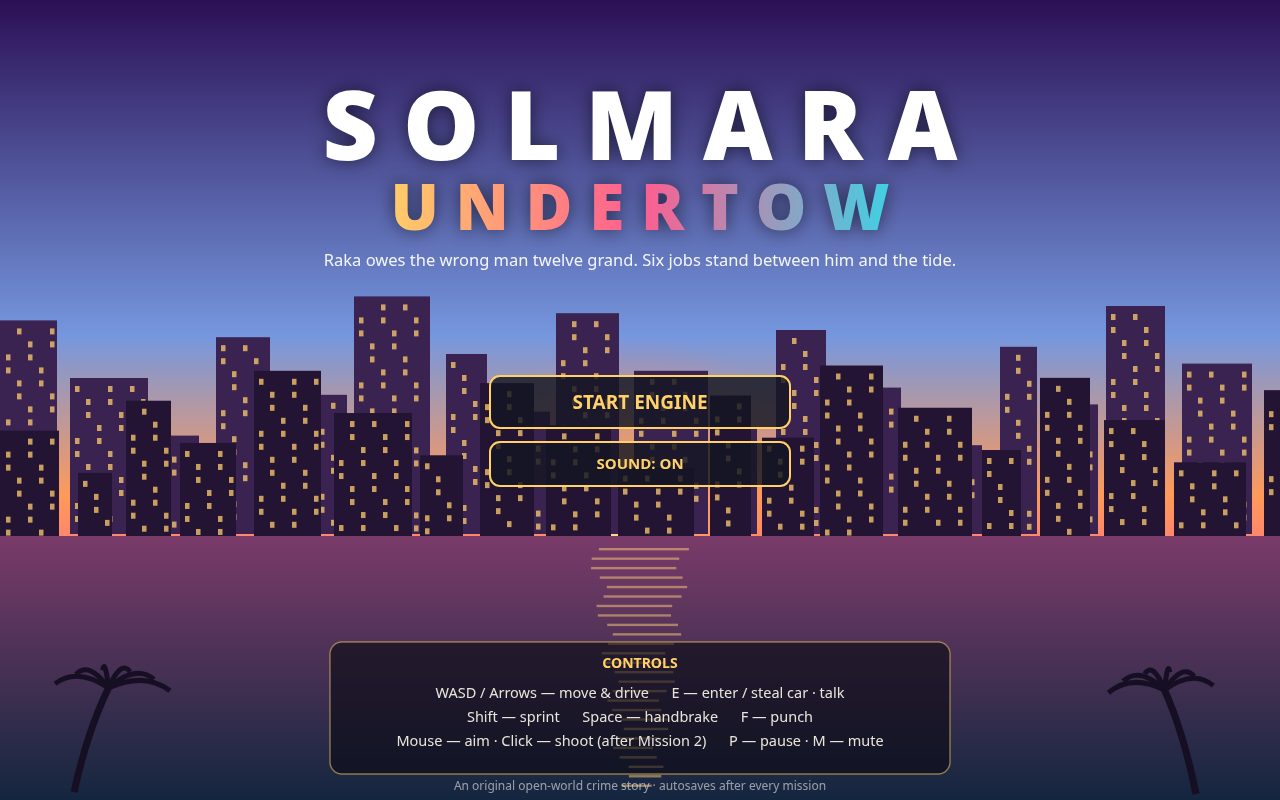 SOLMARA
UNDERTOW
Raka owes the wrong man twelve grand. Six jobs stand between him and the tide.
START ENGINE
SOUND: ON
CONTROLS
WASD / Arrows — move & drive E — enter / steal car · talk
Shift — sprint Space — handbrake F — punch
Mouse — aim · Click — shoot (after Mission 2) P — pause · M — mute
An original open-world crime story · autosaves after every mission